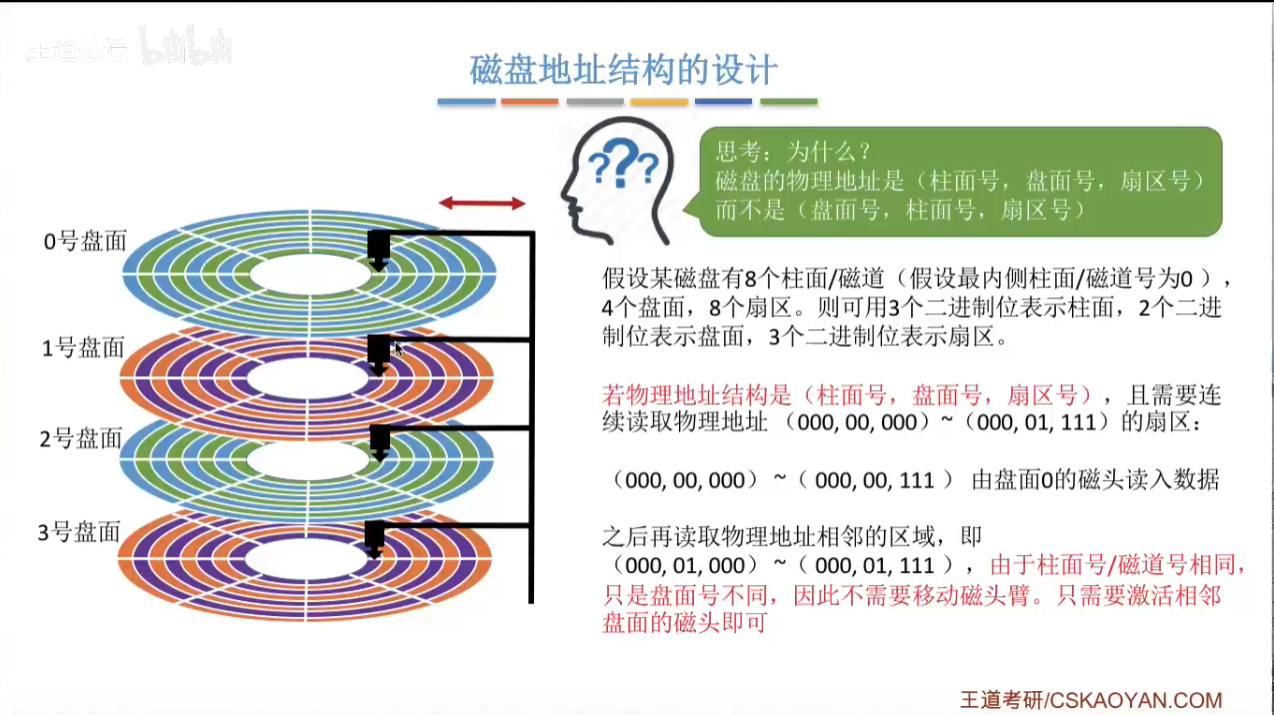 王道论坛 bilibili
磁盘地址结构的设计
???
思考：为什么？
磁盘的物理地址是（柱面号，盘面号，扇区号）
而不是（盘面号，柱面号，扇区号）
0号盘面
1号盘面
2号盘面
3号盘面
假设某磁盘有8个柱面/磁道（假设最内侧柱面/磁道号为0 ），
4个盘面，8个扇区。则可用3个二进制位表示柱面，2个二进
制位表示盘面，3个二进制位表示扇区。
若物理地址结构是（柱面号，盘面号，扇区号），且需要连
续读取物理地址 （000, 00, 000）~（000, 01, 111）的扇区：
（000, 00, 000） ~（ 000, 00, 111 ） 由盘面0的磁头读入数据
之后再读取物理地址相邻的区域，即
（000, 01, 000） ~（ 000, 01, 111 ），由于柱面号/磁道号相同，
只是盘面号不同，因此不需要移动磁头臂。只需要激活相邻
盘面的磁头即可
王道考研/CSKAOYAN.COM